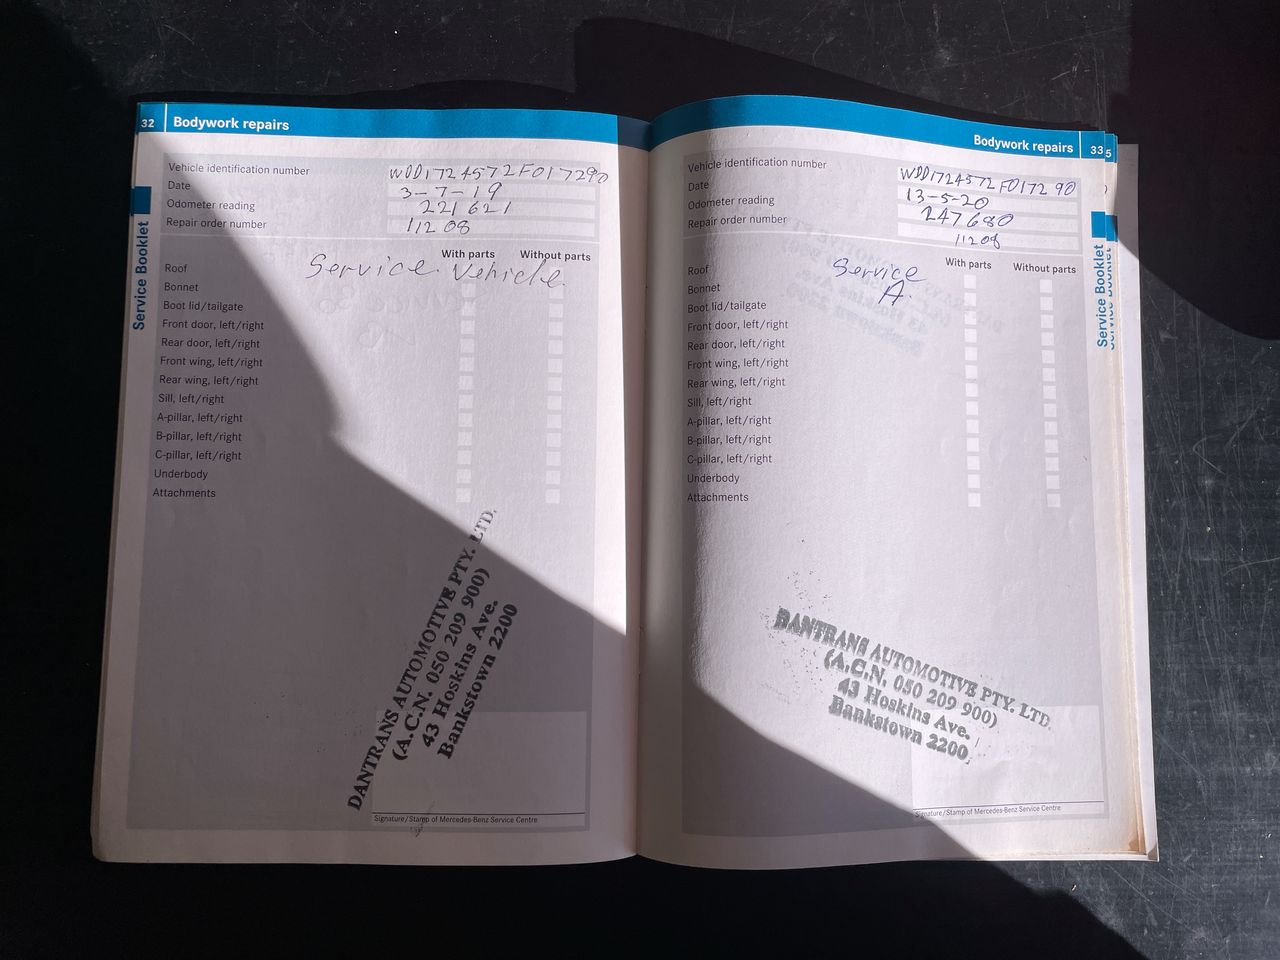 32 Bodywork repairs
Vehicle identification number WDD1724572F017290
Date 3-7-19
Odometer reading 221621
Repair order number 11208
With parts Without parts
Service Vehicle
Roof
Bonnet
Boot lid/tailgate
Front door, left/right
Rear door, left/right
Front wing, left/right
Rear wing, left/right
Sill, left/right
A-pillar, left/right
B-pillar, left/right
C-pillar, left/right
Underbody
Attachments
DANTRANS AUTOMOTIVE PTY. LTD.
(A.C.N. 050 209 900)
43 Hoskins Ave.
Bankstown 2200
Signature/Stamp of Mercedes-Benz Service Centre
Service Booklet
Bodywork repairs 33
5
Vehicle identification number WDD1724572F017290
Date 13-5-20
Odometer reading 247680
Repair order number 11208
With parts Without parts
Service
A
Roof
Bonnet
Boot lid/tailgate
Front door, left/right
Rear door, left/right
Front wing, left/right
Rear wing, left/right
Sill, left/right
A-pillar, left/right
B-pillar, left/right
C-pillar, left/right
Underbody
Attachments
DANTRANS AUTOMOTIVE PTY. LTD.
(A.C.N. 050 209 900)
43 Hoskins Ave.
Bankstown 2200
Signature/Stamp of Mercedes-Benz Service Centre
Service Booklet